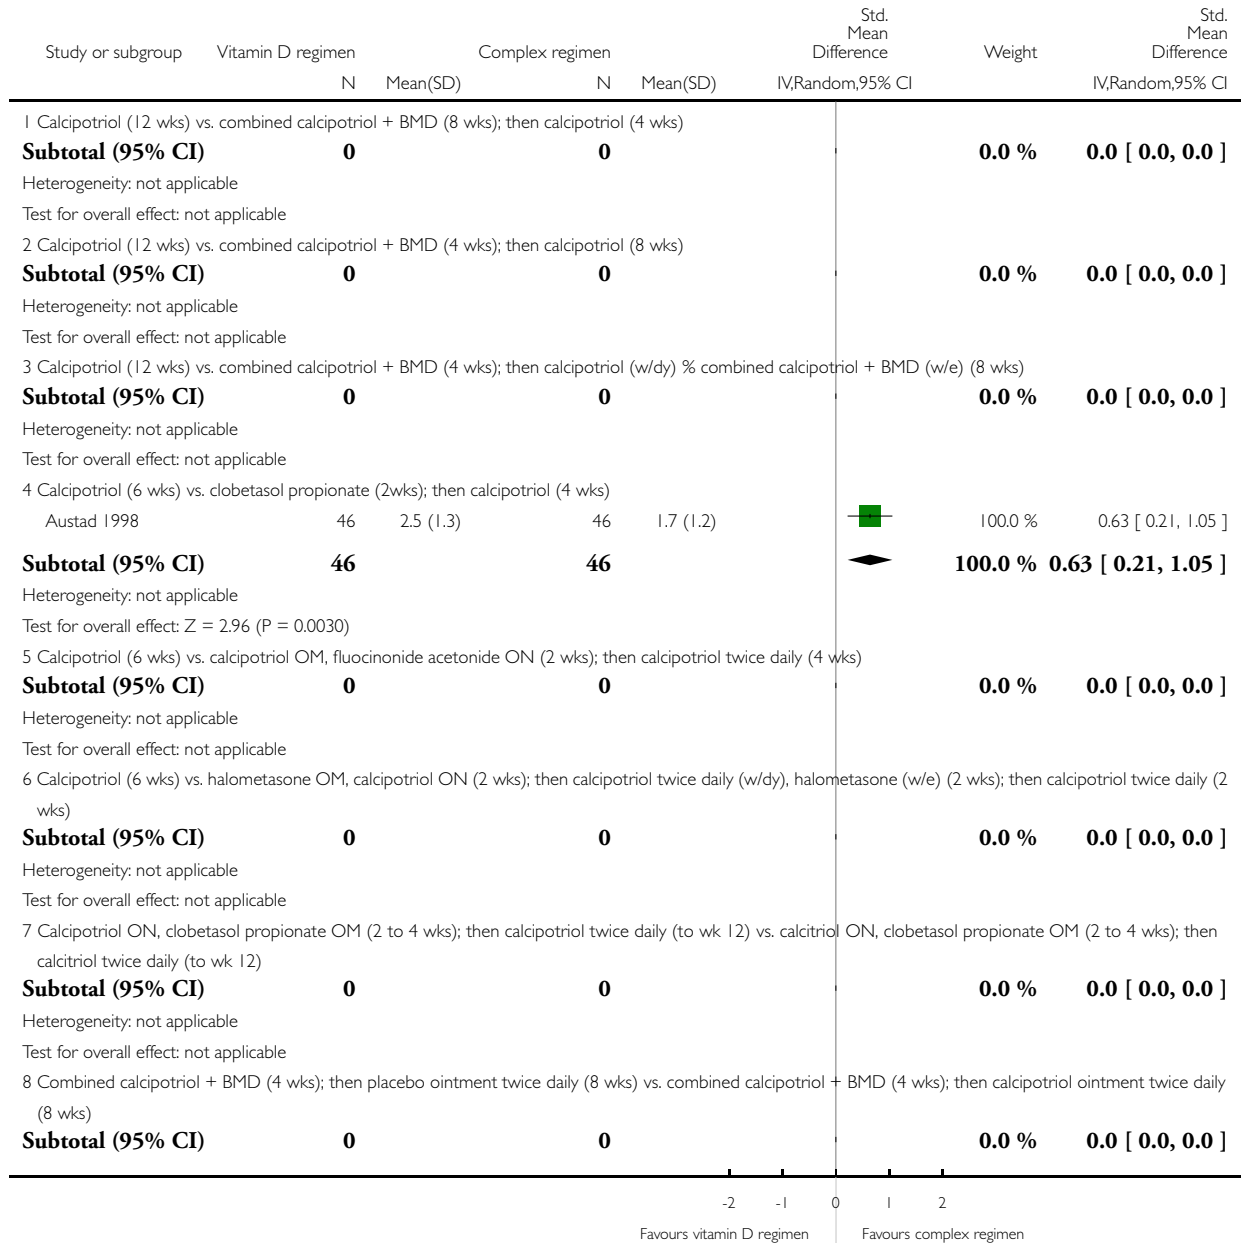 Std. Mean Difference Std. Mean Difference
Study or subgroup Vitamin D regimen Complex regimen Weight
N Mean(SD) N Mean(SD) IV,Random,95% CI IV,Random,95% CI
1 Calcipotriol (12 wks) vs. combined calcipotriol + BMD (8 wks); then calcipotriol (4 wks)
Subtotal (95% CI) 0 0 0.0 % 0.0 [ 0.0, 0.0 ]
Heterogeneity: not applicable
Test for overall effect: not applicable
2 Calcipotriol (12 wks) vs. combined calcipotriol + BMD (4 wks); then calcipotriol (8 wks)
Subtotal (95% CI) 0 0 0.0 % 0.0 [ 0.0, 0.0 ]
Heterogeneity: not applicable
Test for overall effect: not applicable
3 Calcipotriol (12 wks) vs. combined calcipotriol + BMD (4 wks); then calcipotriol (w/dy) % combined calcipotriol + BMD (w/e) (8 wks)
Subtotal (95% CI) 0 0 0.0 % 0.0 [ 0.0, 0.0 ]
Heterogeneity: not applicable
Test for overall effect: not applicable
4 Calcipotriol (6 wks) vs. clobetasol propionate (2wks); then calcipotriol (4 wks)
Austad 1998 46 2.5 (1.3) 46 1.7 (1.2) 100.0 % 0.63 [ 0.21, 1.05 ]
Subtotal (95% CI) 46 46 100.0 % 0.63 [ 0.21, 1.05 ]
Heterogeneity: not applicable
Test for overall effect: Z = 2.96 (P = 0.0030)
5 Calcipotriol (6 wks) vs. calcipotriol OM, fluocinonide acetonide ON (2 wks); then calcipotriol twice daily (4 wks)
Subtotal (95% CI) 0 0 0.0 % 0.0 [ 0.0, 0.0 ]
Heterogeneity: not applicable
Test for overall effect: not applicable
6 Calcipotriol (6 wks) vs. halometasone OM, calcipotriol ON (2 wks); then calcipotriol twice daily (w/dy), halometasone (w/e) (2 wks); then calcipotriol twice daily (2
wks)
Subtotal (95% CI) 0 0 0.0 % 0.0 [ 0.0, 0.0 ]
Heterogeneity: not applicable
Test for overall effect: not applicable
7 Calcipotriol ON, clobetasol propionate OM (2 to 4 wks); then calcipotriol twice daily (to wk 12) vs. calcitriol ON, clobetasol propionate OM (2 to 4 wks); then
calcitriol twice daily (to wk 12)
Subtotal (95% CI) 0 0 0.0 % 0.0 [ 0.0, 0.0 ]
Heterogeneity: not applicable
Test for overall effect: not applicable
8 Combined calcipotriol + BMD (4 wks); then placebo ointment twice daily (8 wks) vs. combined calcipotriol + BMD (4 wks); then calcipotriol ointment twice daily
(8 wks)
Subtotal (95% CI) 0 0 0.0 % 0.0 [ 0.0, 0.0 ]
-2 -1 0 1 2
Favours vitamin D regimen Favours complex regimen